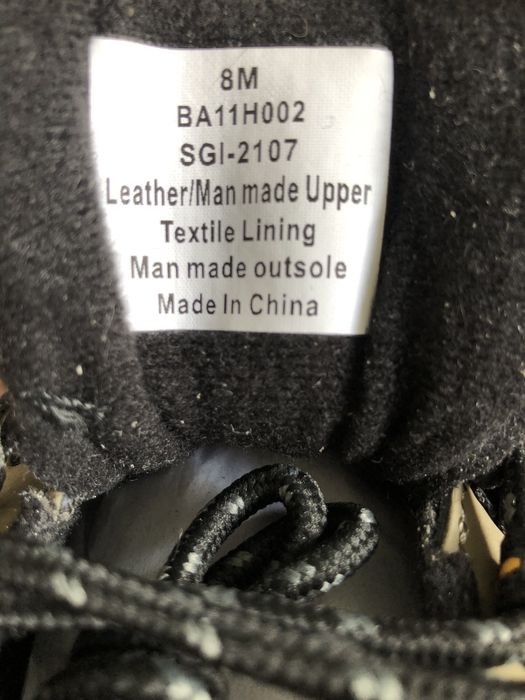 8M
BA11H002
SGI-2107
Leather/Man made Upper
Textile Lining
Man made outsole
Made In China